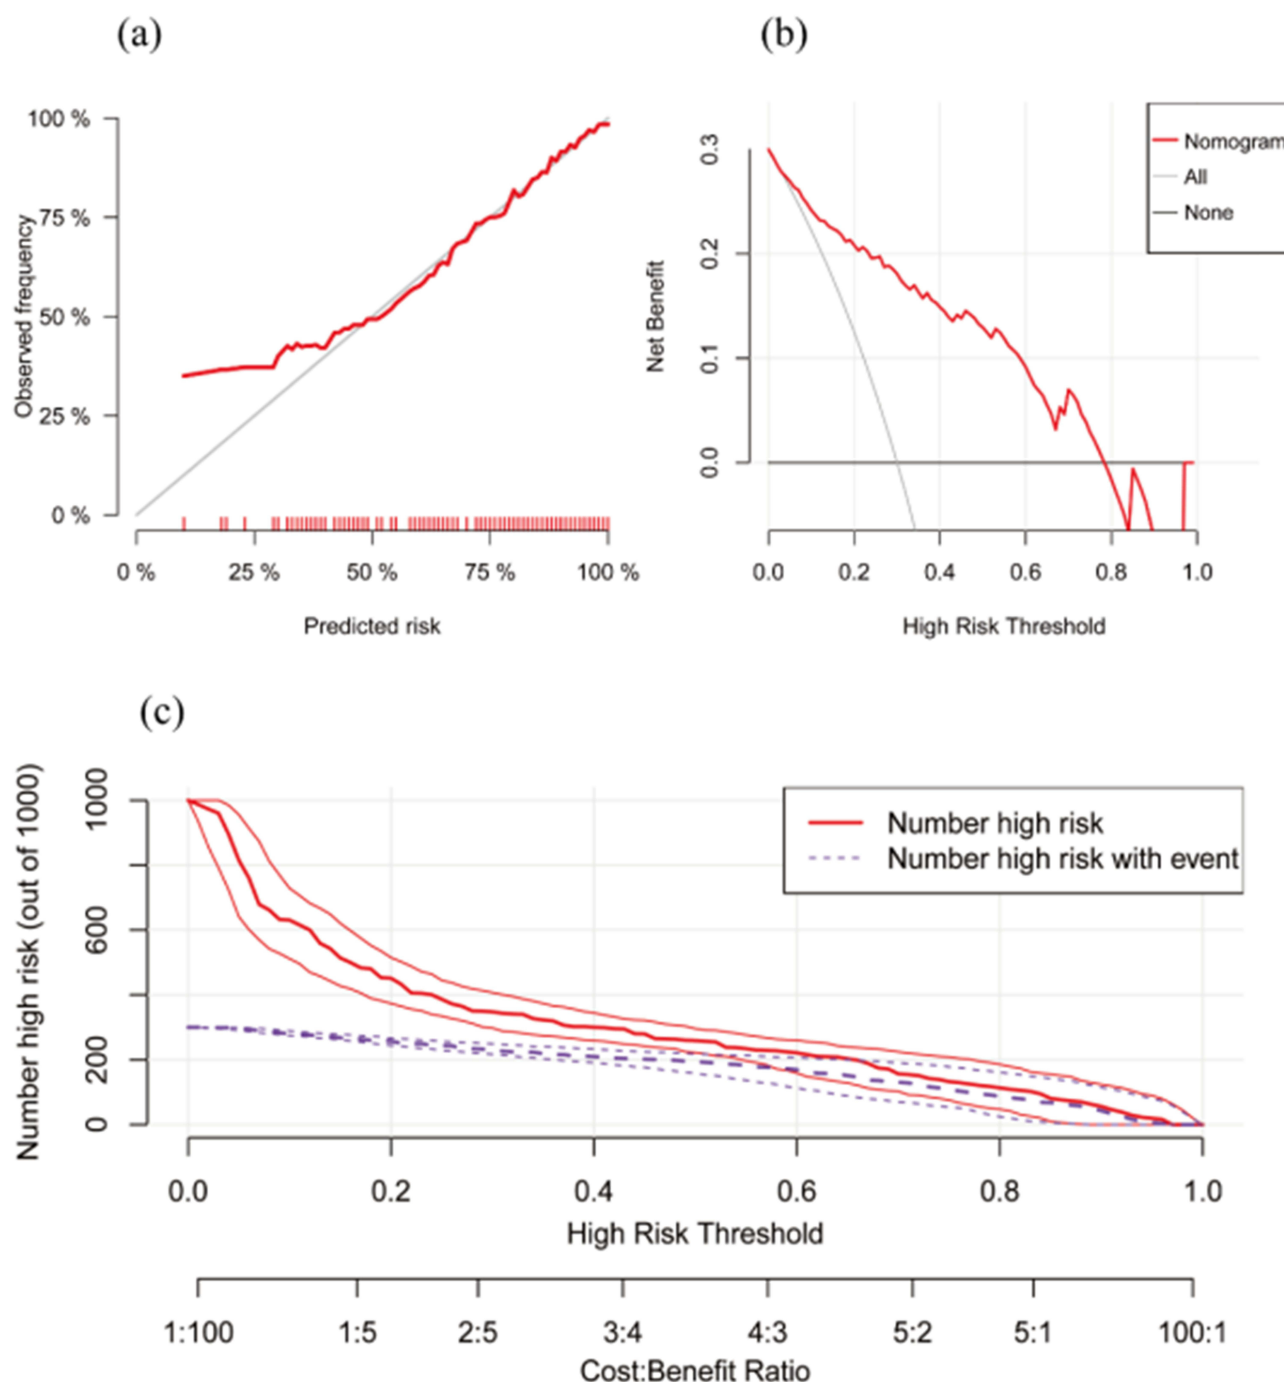 (a)
(b)
100 %
75 %
50 %
25 %
0 %
Observed frequency
0 % 25 % 50 % 75 % 100 %
Predicted risk
0.3
0.2
0.1
0.0
Net Benefit
Nomogram
All
None
0.0 0.2 0.4 0.6 0.8 1.0
High Risk Threshold
(c)
1000
600
200
0
Number high risk (out of 1000)
Number high risk
Number high risk with event
0.0 0.2 0.4 0.6 0.8 1.0
High Risk Threshold
1:100 1:5 2:5 3:4 4:3 5:2 5:1 100:1
Cost:Benefit Ratio